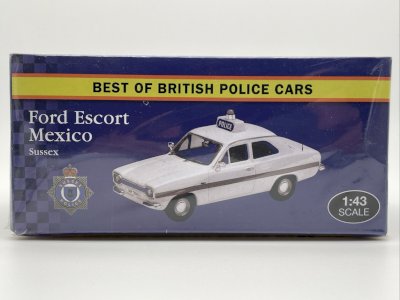 BEST OF BRITISH POLICE CARS
Ford Escort
Mexico
Sussex
POLICE
1:43
SCALE